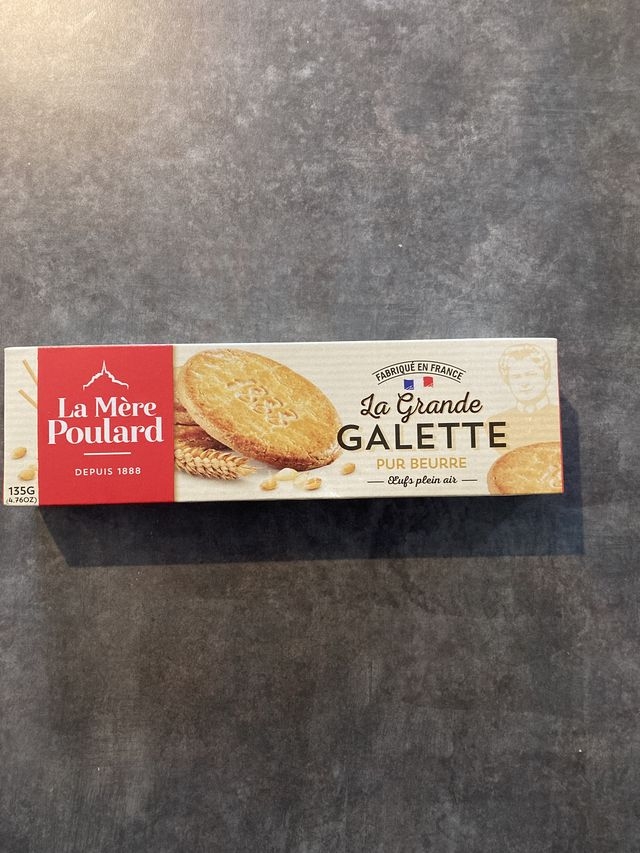 La Mère
Poulard
DEPUIS 1888
135G
(4.76OZ)
1888
FABRIQUÉ EN FRANCE
La Grande
GALETTE
PUR BEURRE
Œufs plein air